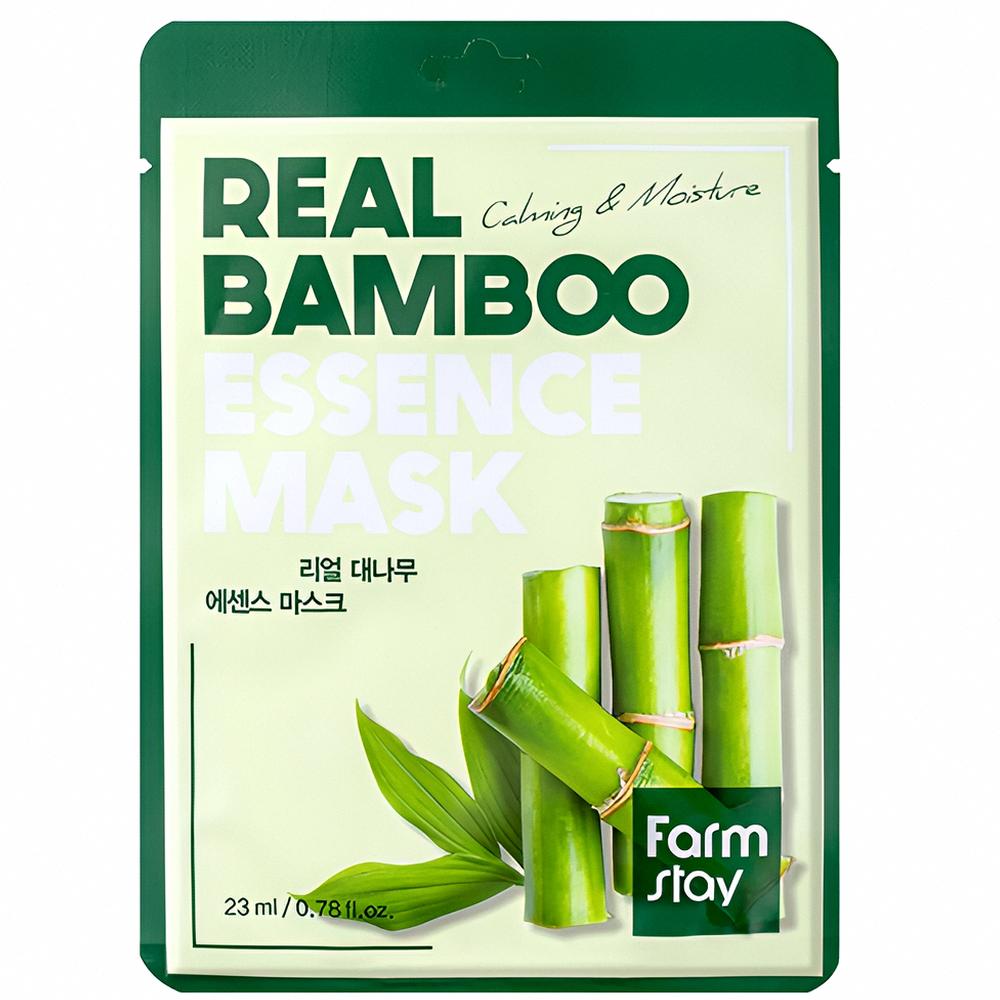 REAL
Calming & Moisture
BAMBOO
ESSENCE
MASK
리얼 대나무
에센스 마스크
23 ml / 0.78 fl.oz.
Farm
stay